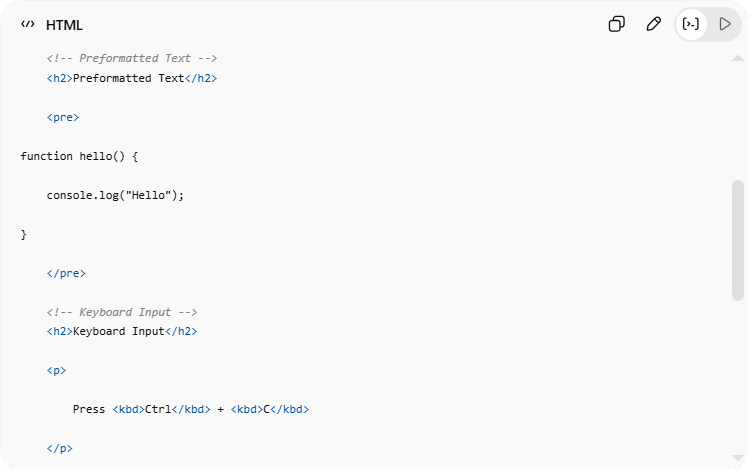 HTML
<!-- Preformatted Text -->
<h2>Preformatted Text</h2>
<pre>
function hello() {
console.log("Hello");
}
</pre>
<!-- Keyboard Input -->
<h2>Keyboard Input</h2>
<p>
Press <kbd>Ctrl</kbd> + <kbd>C</kbd>
</p>